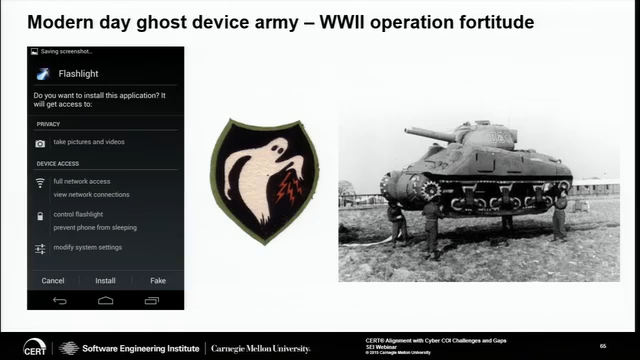 Modern day ghost device army – WWII operation fortitude
Saving screenshot...
Flashlight
Do you want to install this application? It
will get access to:
PRIVACY
take pictures and videos
DEVICE ACCESS
full network access
view network connections
control flashlight
prevent phone from sleeping
modify system settings
Cancel
Install
Fake
CERT
Software Engineering Institute
Carnegie Mellon University.
CERT® Alignment with Cyber COI Challenges and Gaps
SEI Webinar
© 2015 Carnegie Mellon University
65